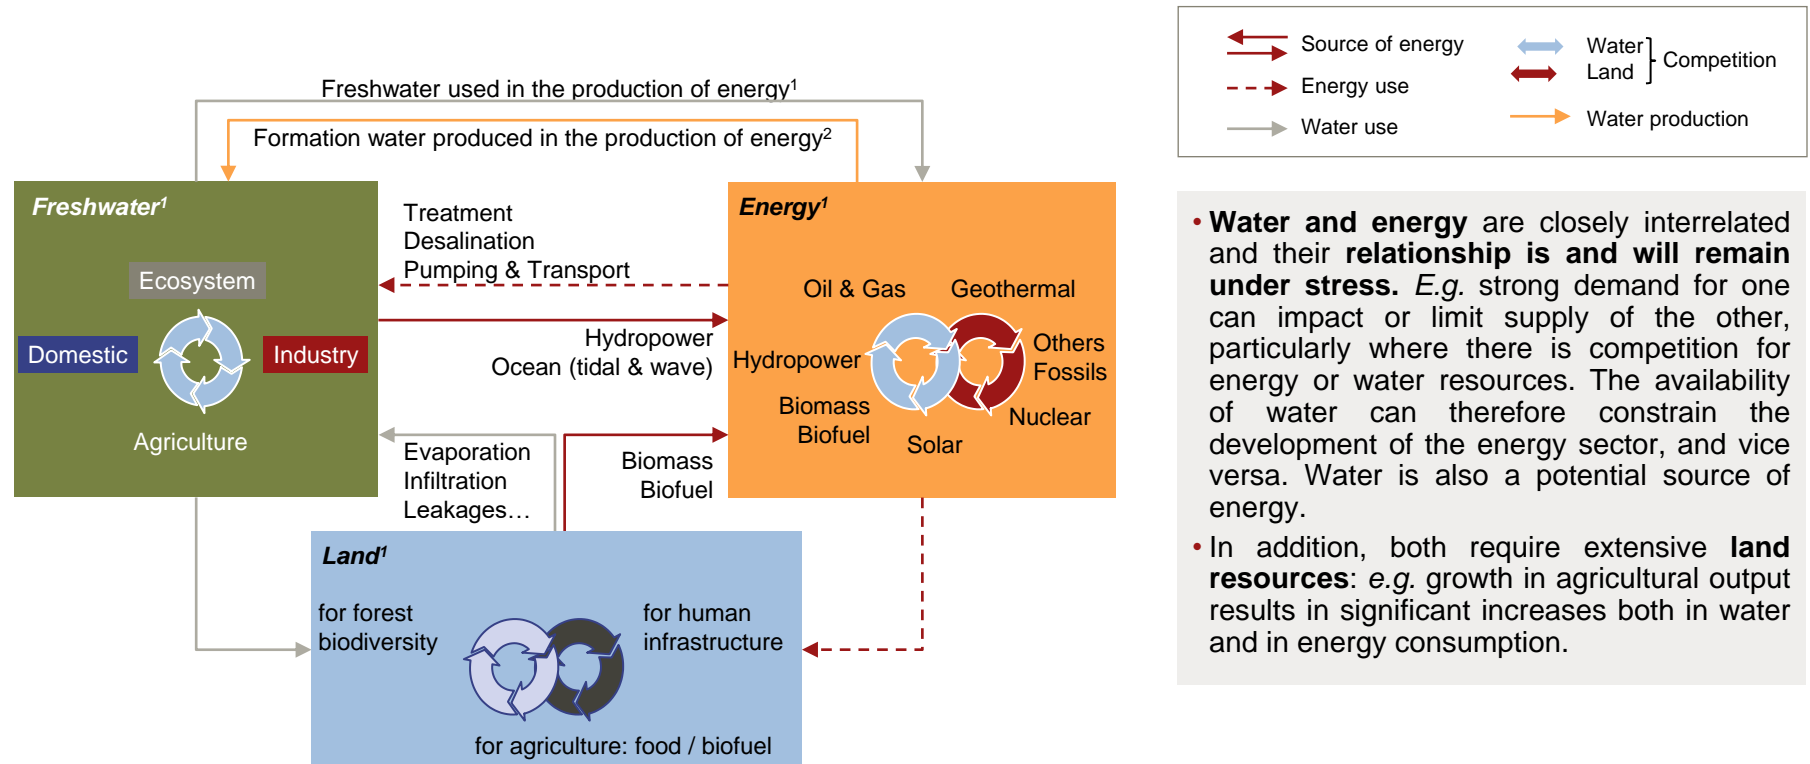 Freshwater used in the production of energy¹
Formation water produced in the production of energy²
Freshwater¹
Ecosystem
Domestic
Industry
Agriculture
Treatment
Desalination
Pumping & Transport
Hydropower
Ocean (tidal & wave)
Evaporation
Infiltration
Leakages…
Biomass
Biofuel
Energy¹
Oil & Gas
Geothermal
Hydropower
Others
Fossils
Biomass
Biofuel
Nuclear
Solar
Land¹
for forest
biodiversity
for human
infrastructure
for agriculture: food / biofuel
Source of energy
Energy use
Water use
Water
Land
Competition
Water production
• Water and energy are closely interrelated
and their relationship is and will remain
under stress. E.g. strong demand for one
can impact or limit supply of the other,
particularly where there is competition for
energy or water resources. The availability
of water can therefore constrain the
development of the energy sector, and vice
versa. Water is also a potential source of
energy.
• In addition, both require extensive land
resources: e.g. growth in agricultural output
results in significant increases both in water
and in energy consumption.